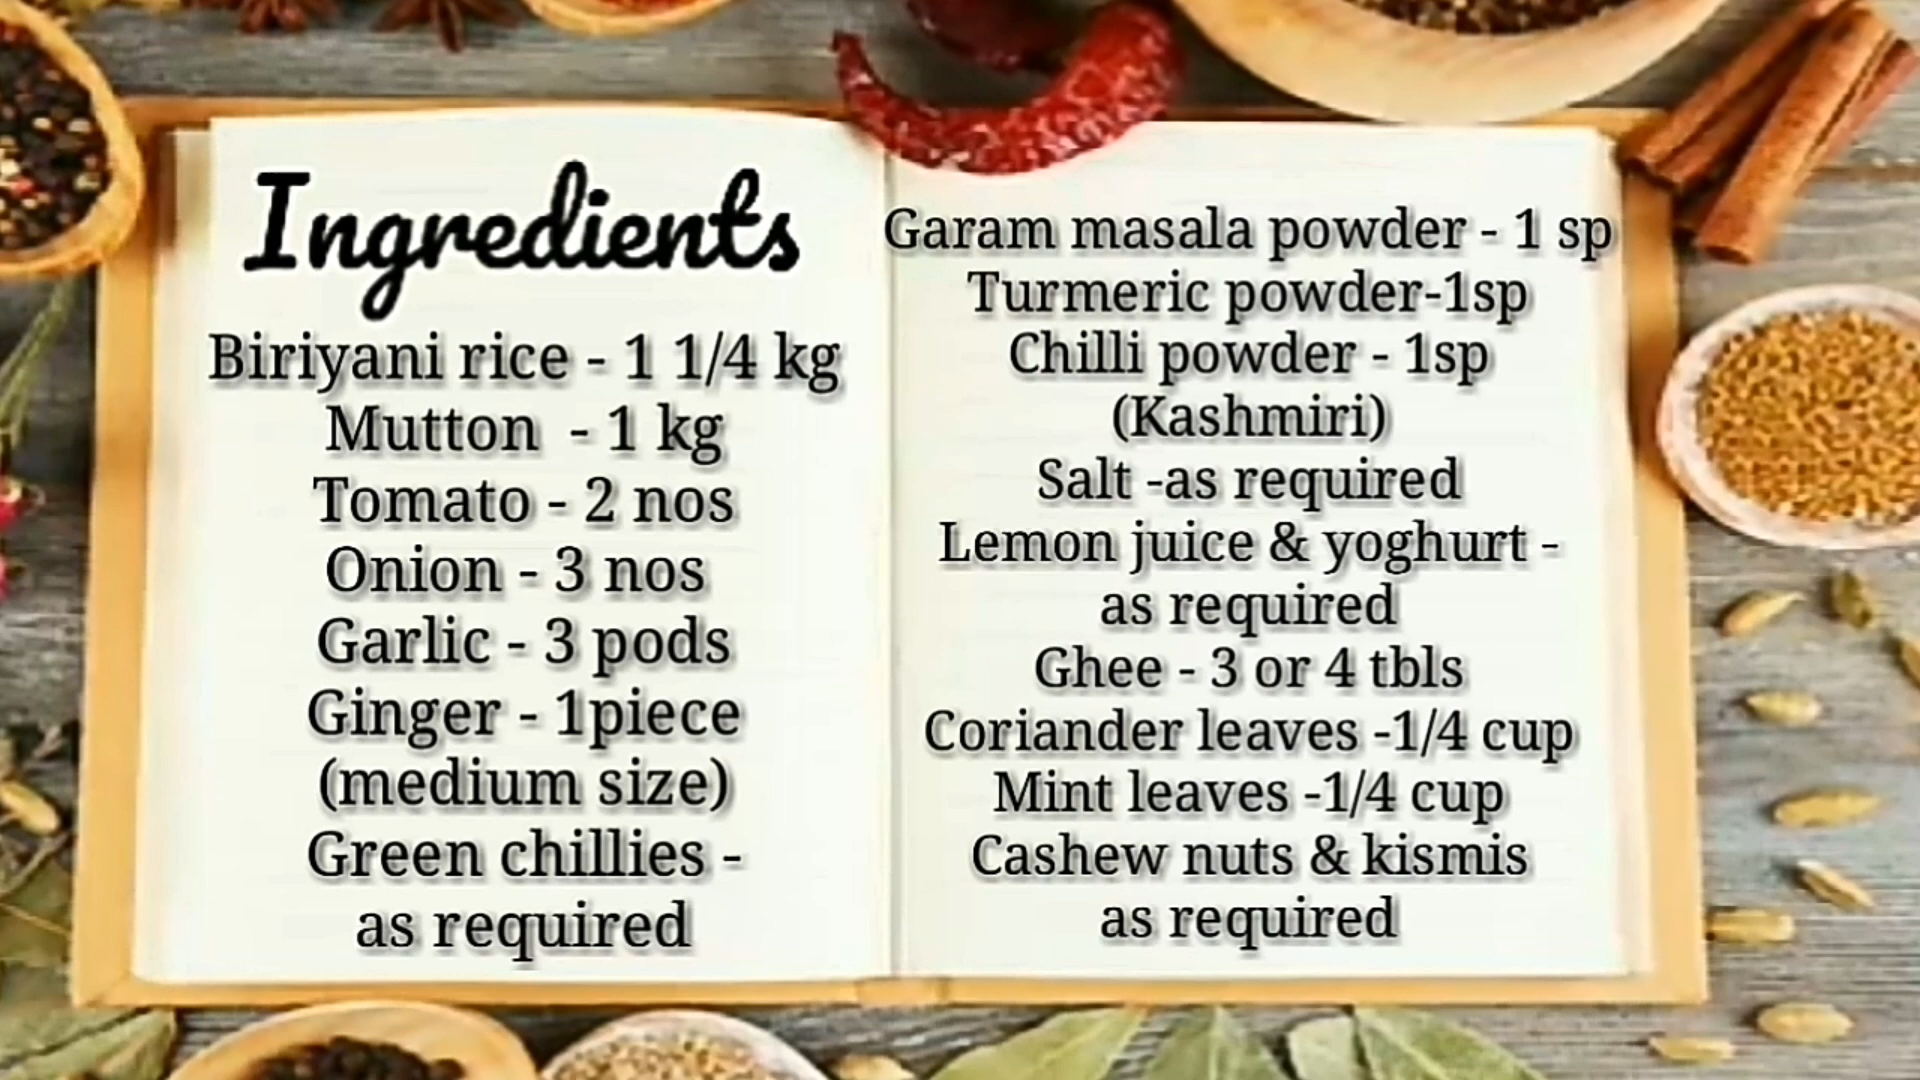 Ingredients
Biriyani rice - 1 1/4 kg
Mutton  - 1 kg
Tomato - 2 nos
Onion - 3 nos
Garlic - 3 pods
Ginger - 1piece
(medium size)
Green chillies -
as required
Garam masala powder - 1 sp
Turmeric powder-1sp
Chilli powder - 1sp
(Kashmiri)
Salt -as required
Lemon juice & yoghurt -
as required
Ghee - 3 or 4 tbls
Coriander leaves -1/4 cup
Mint leaves -1/4 cup
Cashew nuts & kismis
as required